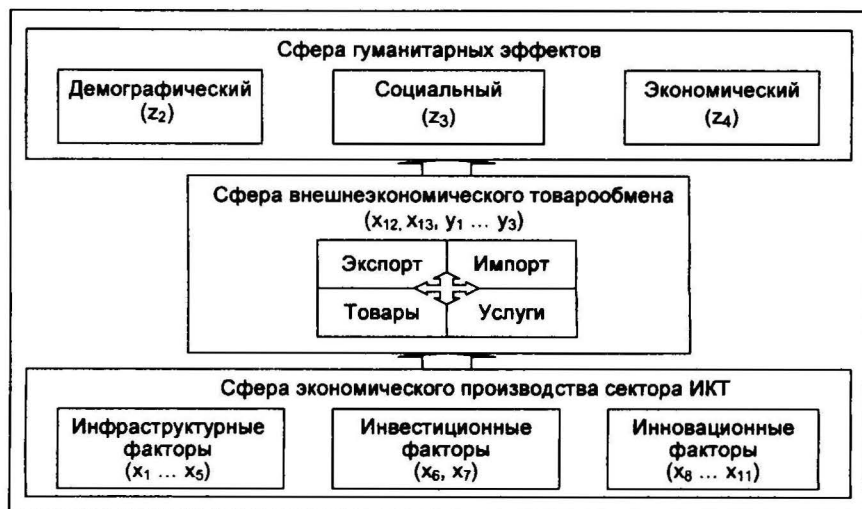 Сфера гуманитарных эффектов
Демографический
(z₂)
Социальный
(z₃)
Экономический
(z₄)
Сфера внешнеэкономического товарообмена
(x₁₂, x₁₃, y₁ ... y₃)
Экспорт
Импорт
Товары
Услуги
Сфера экономического производства сектора ИКТ
Инфраструктурные
факторы
(x₁ ... x₅)
Инвестиционные
факторы
(x₆, x₇)
Инновационные
факторы
(x₈ ... x₁₁)